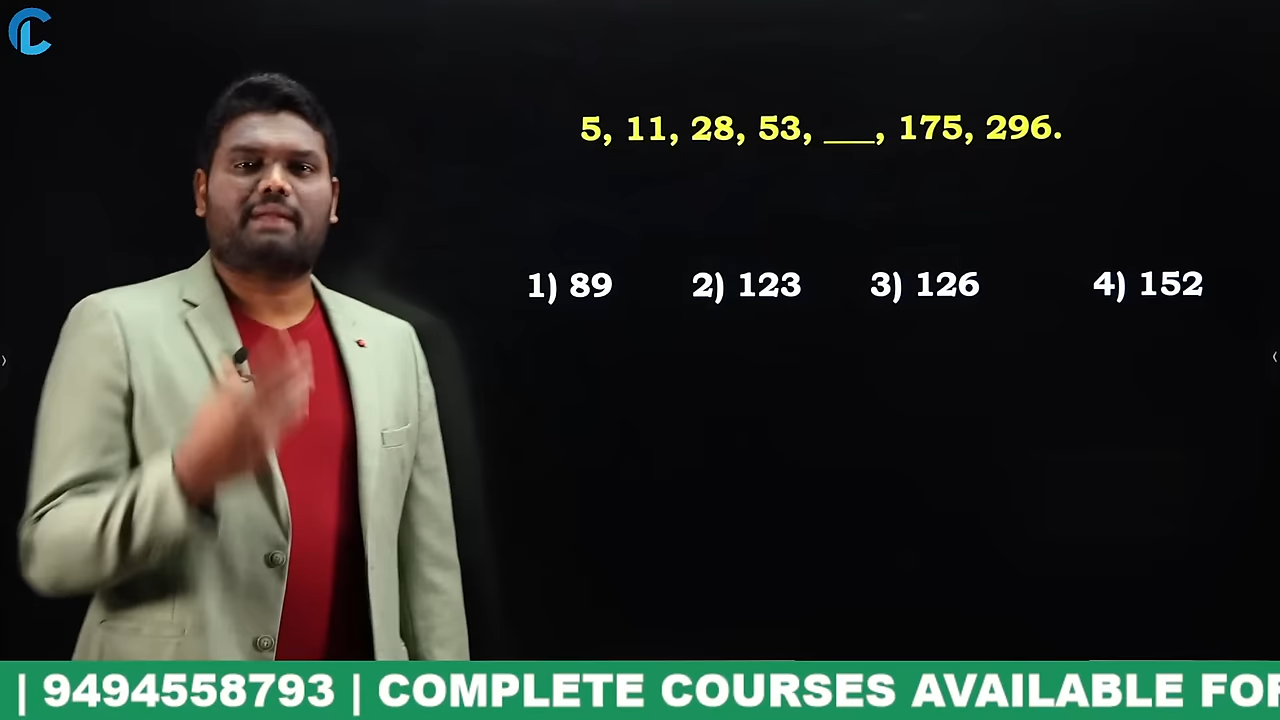 5, 11, 28, 53, ___, 175, 296.
1) 89 2) 123 3) 126 4) 152
| 9494558793 | COMPLETE COURSES AVAILABLE FOR